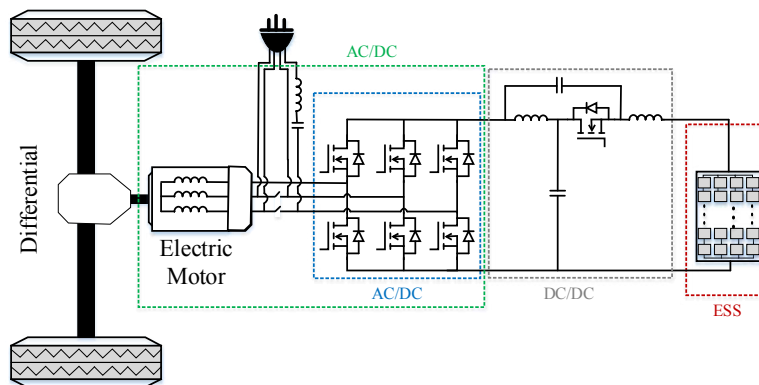 AC/DC
Differential
Electric
Motor
AC/DC
DC/DC
ESS